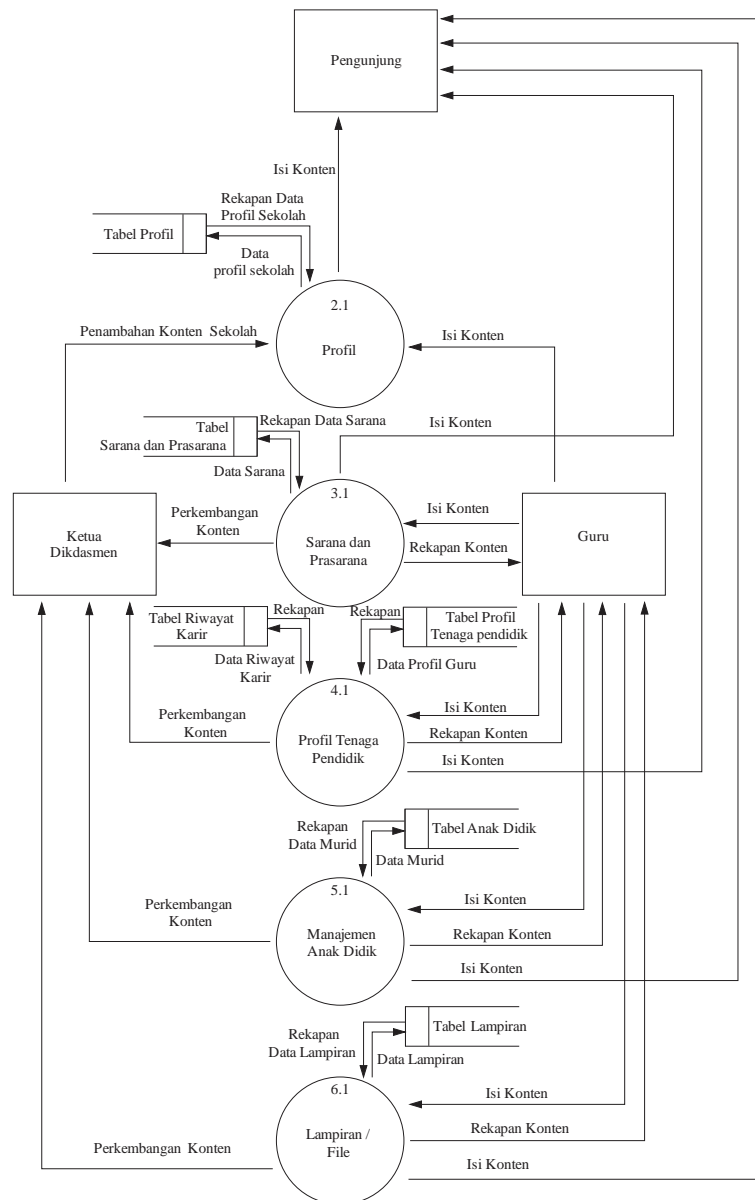 Pengunjung
Isi Konten
Rekapan Data
Profil Sekolah
Tabel Profil
Data
profil sekolah
2.1
Profil
Penambahan Konten  Sekolah
Isi Konten
Tabel
Sarana dan Prasarana
Rekapan Data Sarana
Data Sarana
Isi Konten
3.1
Sarana dan
Prasarana
Ketua
Dikdasmen
Perkembangan
Konten
Isi Konten
Rekapan Konten
Guru
Tabel Riwayat
Karir
Rekapan
Data Riwayat
Karir
Rekapan
Tabel Profil
Tenaga pendidik
Data Profil Guru
4.1
Profil Tenaga
Pendidik
Perkembangan
Konten
Isi Konten
Rekapan Konten
Isi Konten
Rekapan
Data Murid
Tabel Anak Didik
Data Murid
5.1
Manajemen
Anak Didik
Perkembangan
Konten
Isi Konten
Rekapan Konten
Isi Konten
Rekapan
Data Lampiran
Tabel Lampiran
Data Lampiran
6.1
Lampiran /
File
Perkembangan  Konten
Isi Konten
Rekapan Konten
Isi Konten